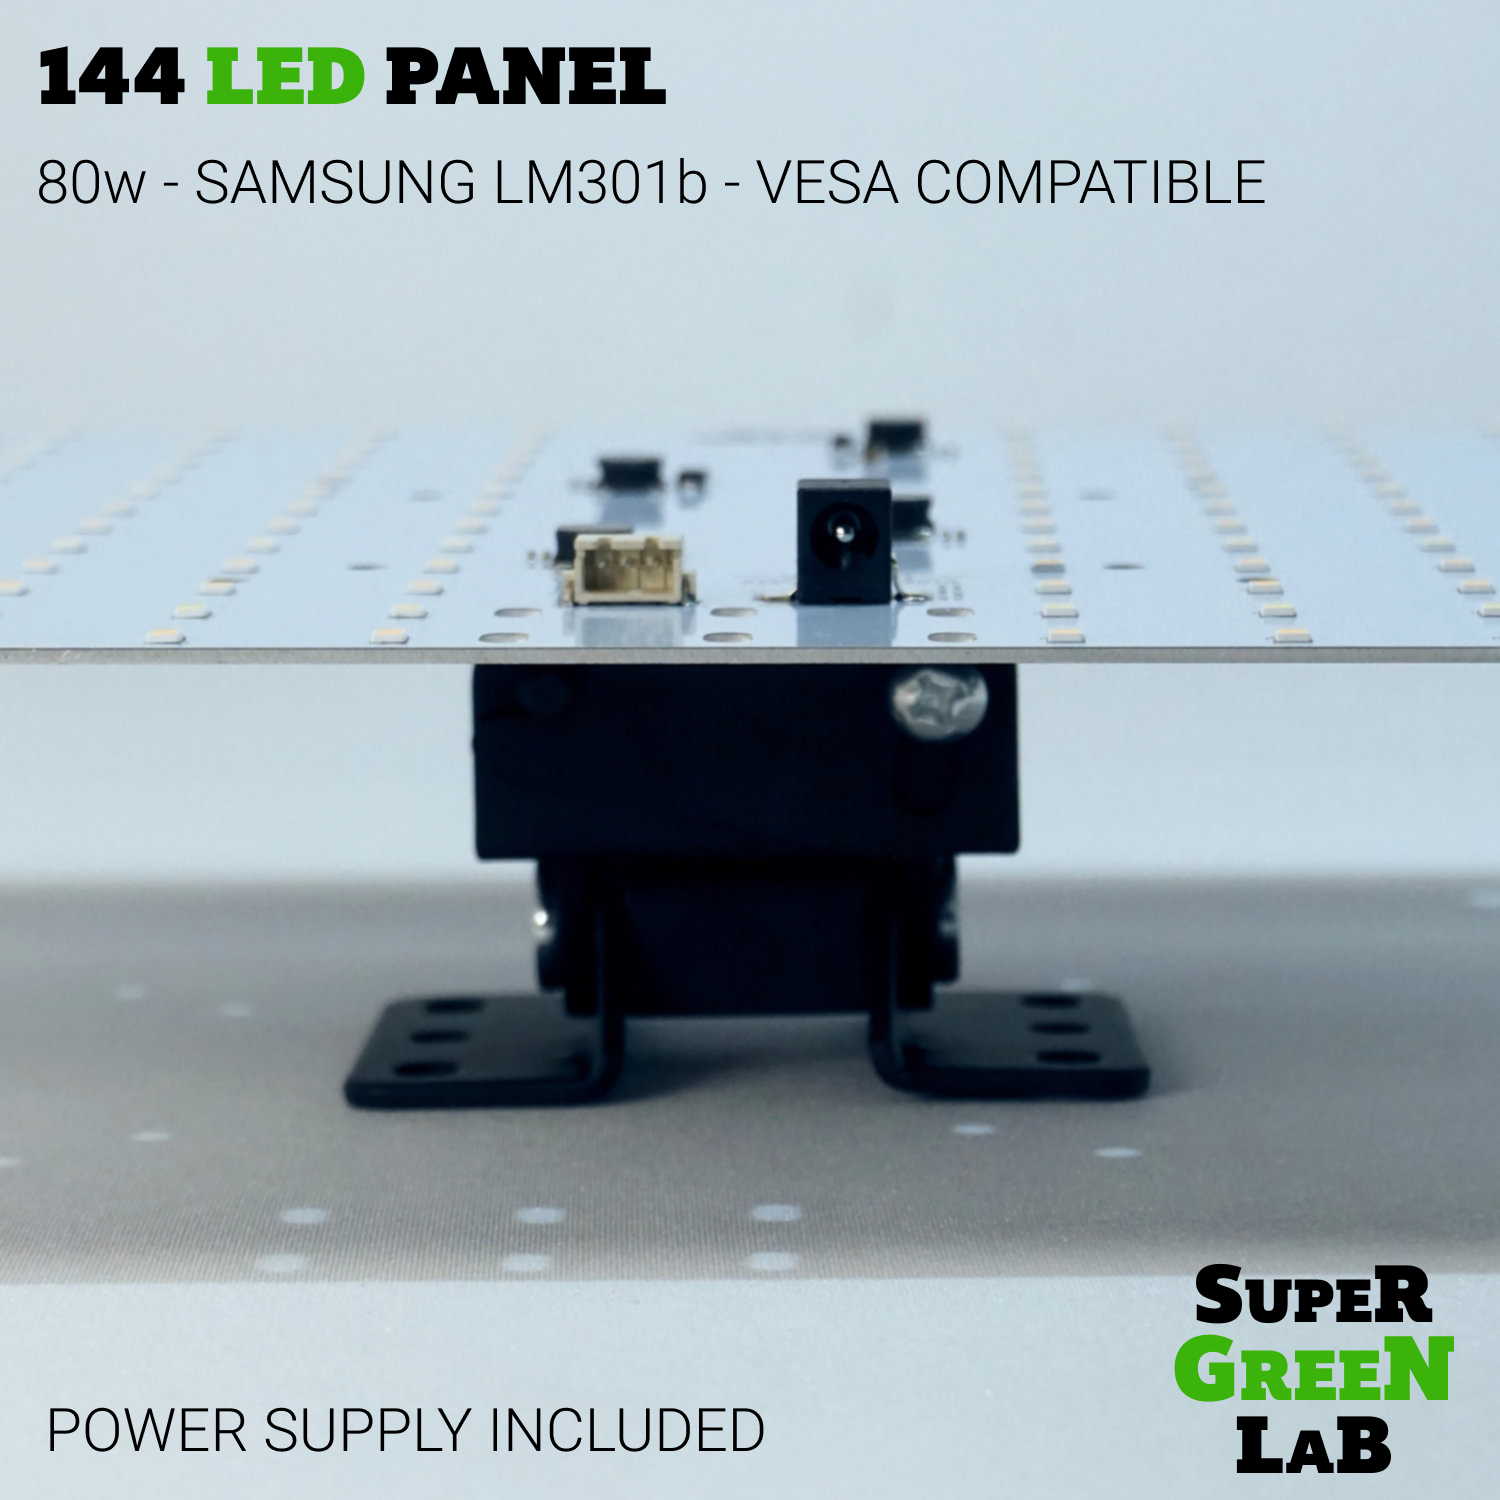 144 LED PANEL
80w - SAMSUNG LM301b - VESA COMPATIBLE
POWER SUPPLY INCLUDED
SUPER
GREEN
LAB